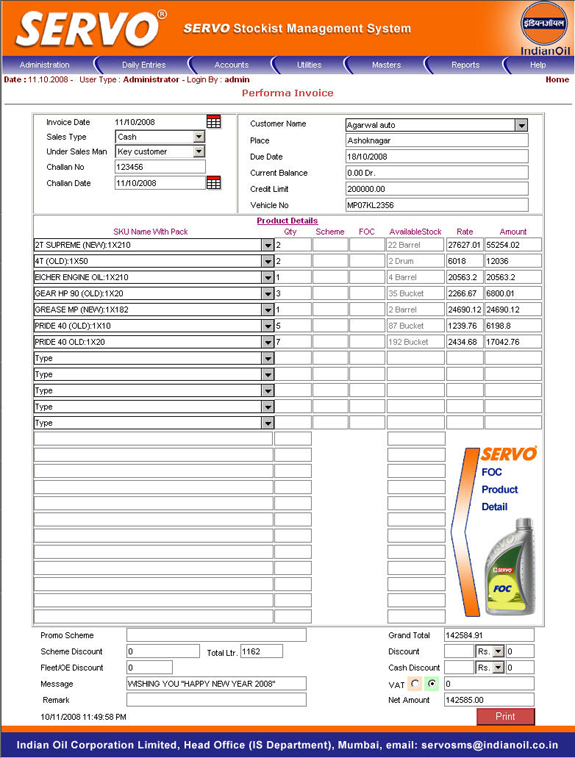 SERVO® SERVO Stockist Management System
इंडियनऑयल
IndianOil
Administration Daily Entries Accounts Utilities Masters Reports Help
Date : 11.10.2008 - User Type : Administrator - Login By : admin Home
Performa Invoice
Invoice Date 11/10/2008
Sales Type Cash
Under Sales Man Key customer
Challan No 123456
Challan Date 11/10/2008
Customer Name Agarwal auto
Place Ashoknagar
Due Date 18/10/2008
Current Balance 0.00 Dr.
Credit Limit 200000.00
Vehicle No MP07KL2356
Product Details
SKU Name With Pack Qty Scheme FOC AvailableStock Rate Amount
2T SUPREME (NEW):1X210 2 22 Barrel 27627.01 55254.02
4T (OLD):1X50 2 2 Drum 6018 12036
EICHER ENGINE OIL:1X210 1 4 Barrel 20563.2 20563.2
GEAR HP 90 (OLD):1X20 3 35 Bucket 2266.67 6800.01
GREASE MP (NEW):1X182 1 2 Barrel 24690.12 24690.12
PRIDE 40 (OLD):1X10 5 87 Bucket 1239.76 6198.8
PRIDE 40 OLD:1X20 7 192 Bucket 2434.68 17042.76
Type
Type
Type
Type
Type
SERVO
FOC
Product
Detail
SERVO
FOC
Promo Scheme
Scheme Discount 0 Total Ltr. 1162
Fleet/OE Discount 0
Message WISHING YOU "HAPPY NEW YEAR 2008"
Remark
Grand Total 142584.91
Discount Rs. 0
Cash Discount Rs. 0
VAT 0
Net Amount 142585.00
10/11/2008 11:49:58 PM Print
Indian Oil Corporation Limited, Head Office (IS Department), Mumbai, email: servosms@indianoil.co.in